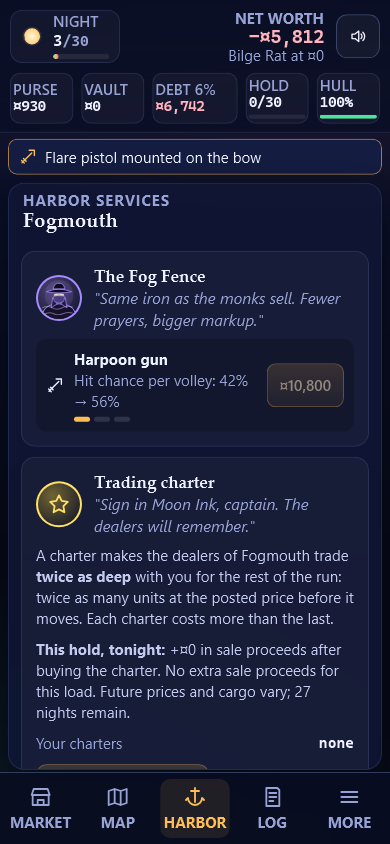 NIGHT
3/30
NET WORTH
−¤5,812
Bilge Rat at ¤0
PURSE
¤930
VAULT
¤0
DEBT 6%
¤6,742
HOLD
0/30
HULL
100%
Flare pistol mounted on the bow
HARBOR SERVICES
Fogmouth
The Fog Fence
"Same iron as the monks sell. Fewer
prayers, bigger markup."
Harpoon gun
Hit chance per volley: 42%
→ 56%
¤10,800
Trading charter
"Sign in Moon Ink, captain. The
dealers will remember."
A charter makes the dealers of Fogmouth trade
twice as deep with you for the rest of the run:
twice as many units at the posted price before it
moves. Each charter costs more than the last.
This hold, tonight: +¤0 in sale proceeds after
buying the charter. No extra sale proceeds for
this load. Future prices and cargo vary; 27
nights remain.
Your charters
none
MARKET
MAP
HARBOR
LOG
MORE